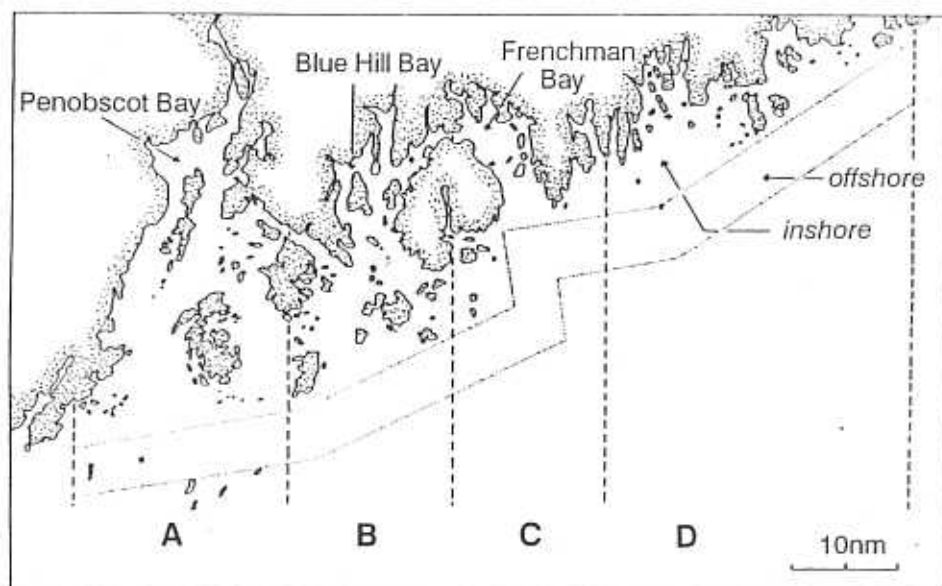 Penobscot Bay
Blue Hill Bay
Frenchman
Bay
offshore
inshore
A B C D
10nm